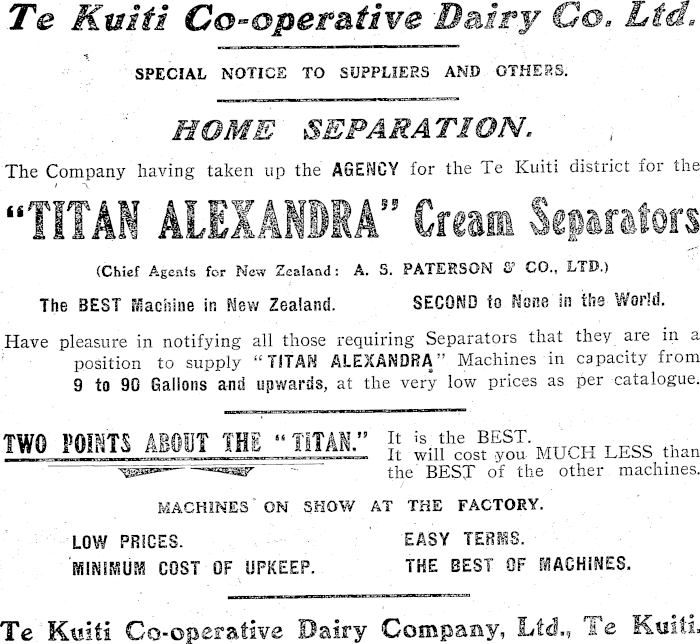 Te Kuiti Co-operative Dairy Co. Ltd.
SPECIAL NOTICE TO SUPPLIERS AND OTHERS.
HOME SEPARATION.
The Company having taken up the AGENCY for the Te Kuiti district for the
"TITAN ALEXANDRA" Cream Separators
(Chief Agents for New Zealand: A. S. PATERSON & CO., LTD.)
The BEST Machine in New Zealand. SECOND to None in the World.
Have pleasure in notifying all those requiring Separators that they are in a
position to supply "TITAN ALEXANDRA" Machines in capacity from
9 to 90 Gallons and upwards, at the very low prices as per catalogue.
TWO POINTS ABOUT THE "TITAN."
It is the BEST.
It will cost you MUCH LESS than
the BEST of the other machines.
MACHINES ON SHOW AT THE FACTORY.
LOW PRICES. EASY TERMS.
MINIMUM COST OF UPKEEP. THE BEST OF MACHINES.
Te Kuiti Co-operative Dairy Company, Ltd., Te Kuiti.